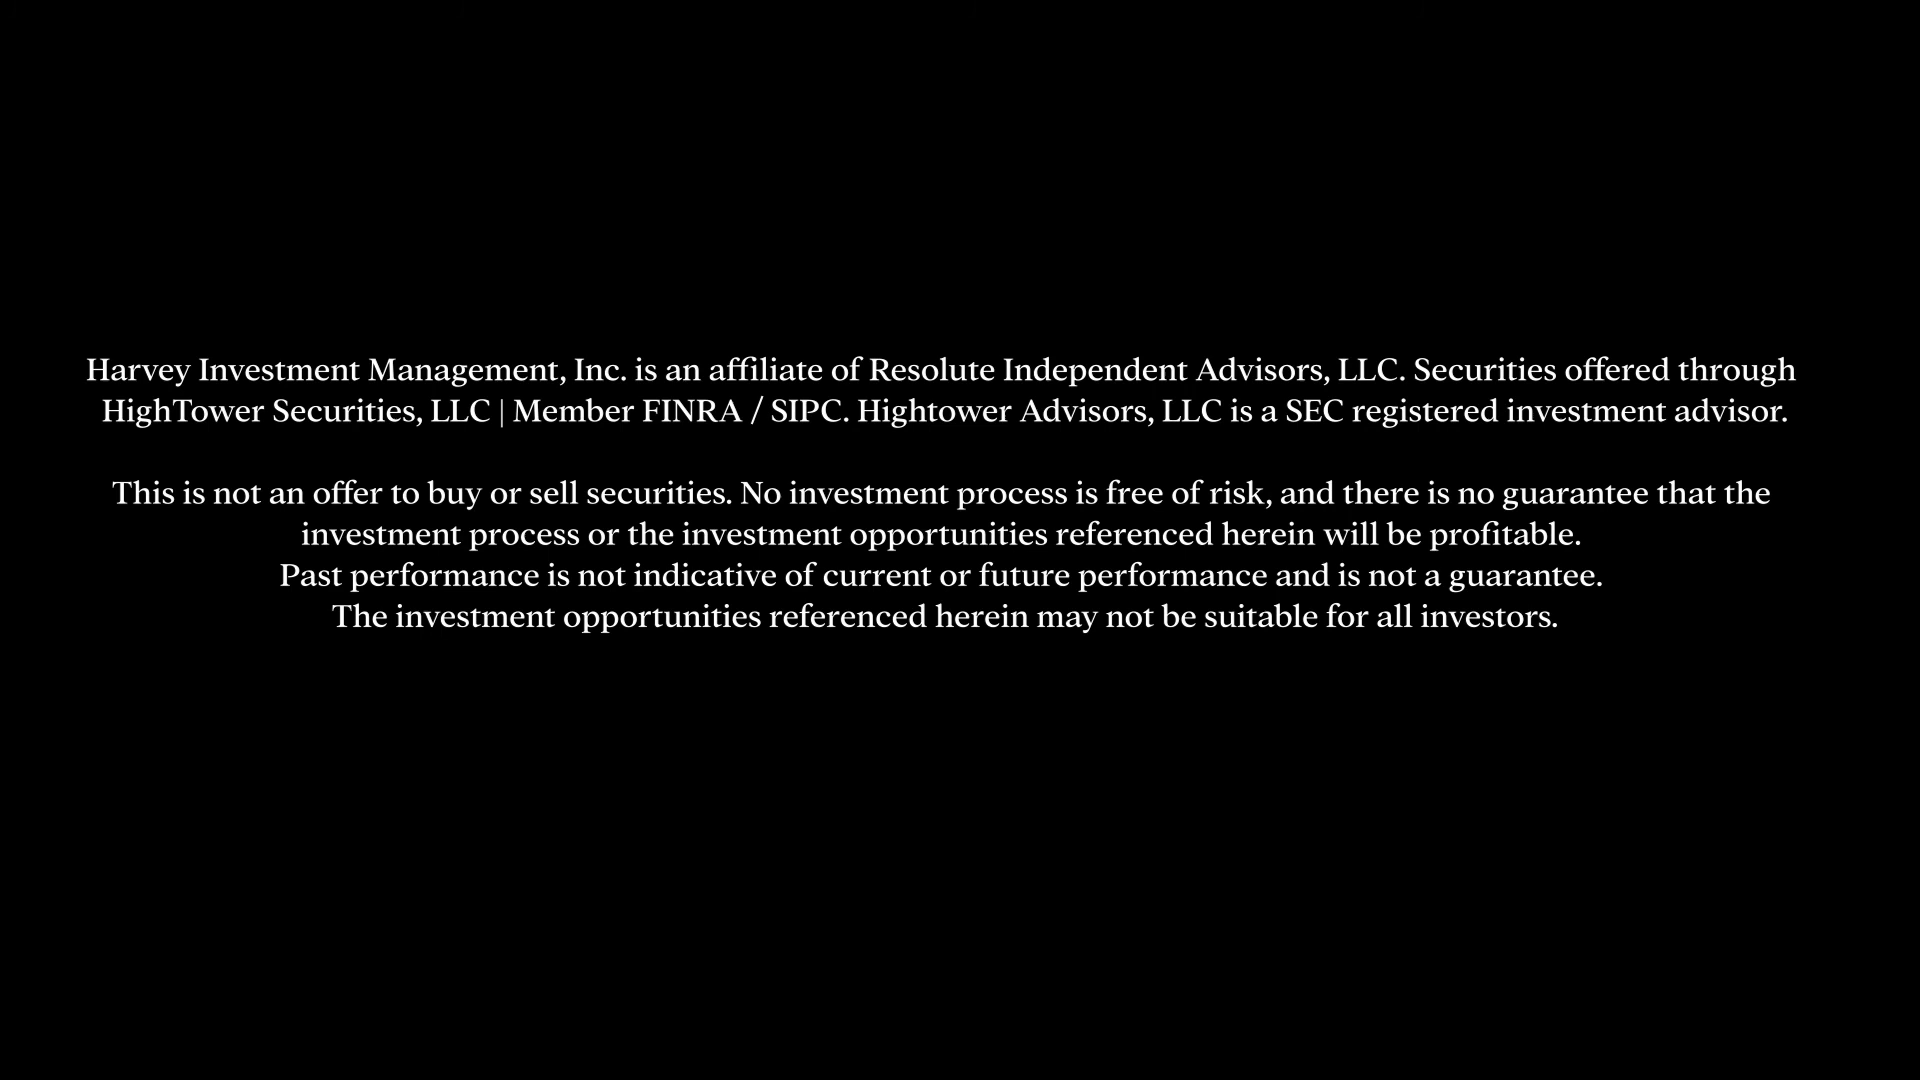 Harvey Investment Management, Inc. is an affiliate of Resolute Independent Advisors, LLC. Securities offered through
HighTower Securities, LLC | Member FINRA / SIPC. Hightower Advisors, LLC is a SEC registered investment advisor.
This is not an offer to buy or sell securities. No investment process is free of risk, and there is no guarantee that the
investment process or the investment opportunities referenced herein will be profitable.
Past performance is not indicative of current or future performance and is not a guarantee.
The investment opportunities referenced herein may not be suitable for all investors.